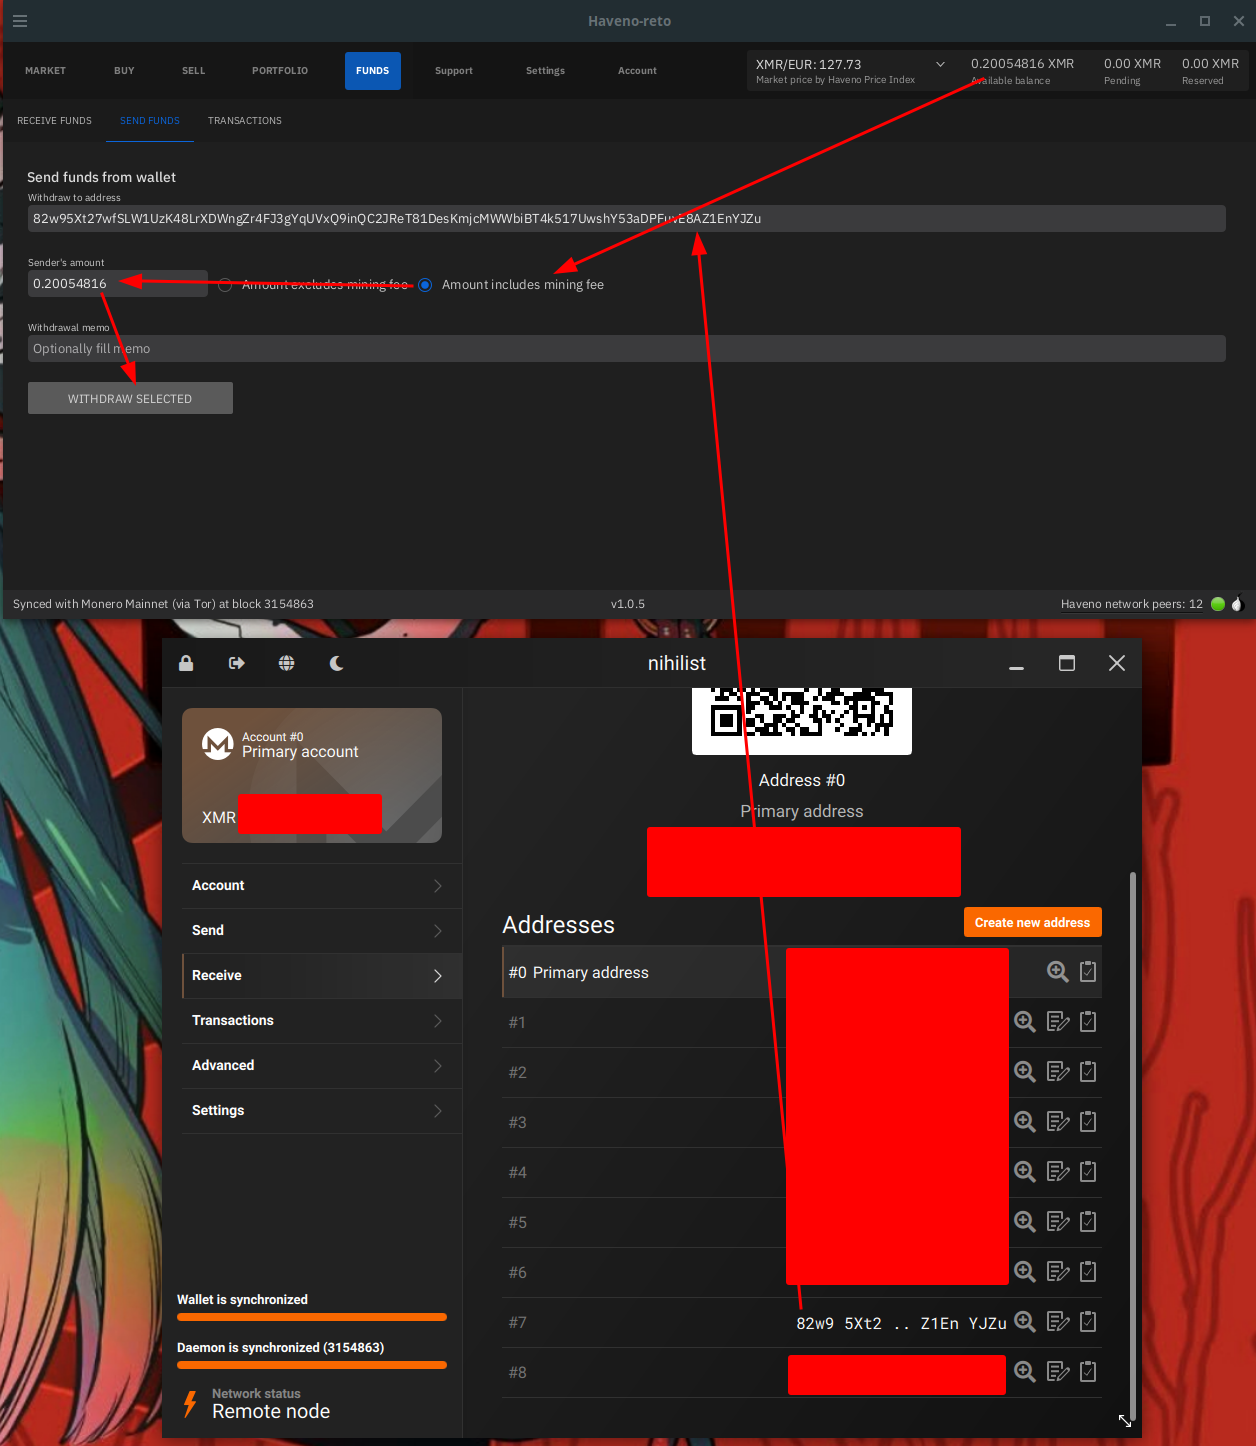 Haveno-reto
MARKET BUY SELL PORTFOLIO FUNDS Support Settings Account
XMR/EUR: 127.73 0.20054816 XMR 0.00 XMR 0.00 XMR
Market price by Haveno Price Index Available balance Pending Reserved
RECEIVE FUNDS SEND FUNDS TRANSACTIONS
Send funds from wallet
Withdraw to address
82w95Xt27wfSLW1UzK48LrXDWngZr4FJ3gYqUVxQ9inQC2JReT81DesKmjcMWWbiBT4k517UwshY53aDPFuvE8AZ1EnYJZu
Sender's amount
0.20054816 Amount excludes mining fee Amount includes mining fee
Withdrawal memo
Optionally fill memo
WITHDRAW SELECTED
Synced with Monero Mainnet (via Tor) at block 3154863 v1.0.5 Haveno network peers: 12
nihilist
Account #0
Primary account
XMR
Account
Send
Receive
Transactions
Advanced
Settings
Wallet is synchronized
Daemon is synchronized (3154863)
Network status
Remote node
Address #0
Primary address
Addresses Create new address
#0 Primary address
#1
#2
#3
#4
#5
#6
#7 82w9 5Xt2 .. Z1En YJZu
#8